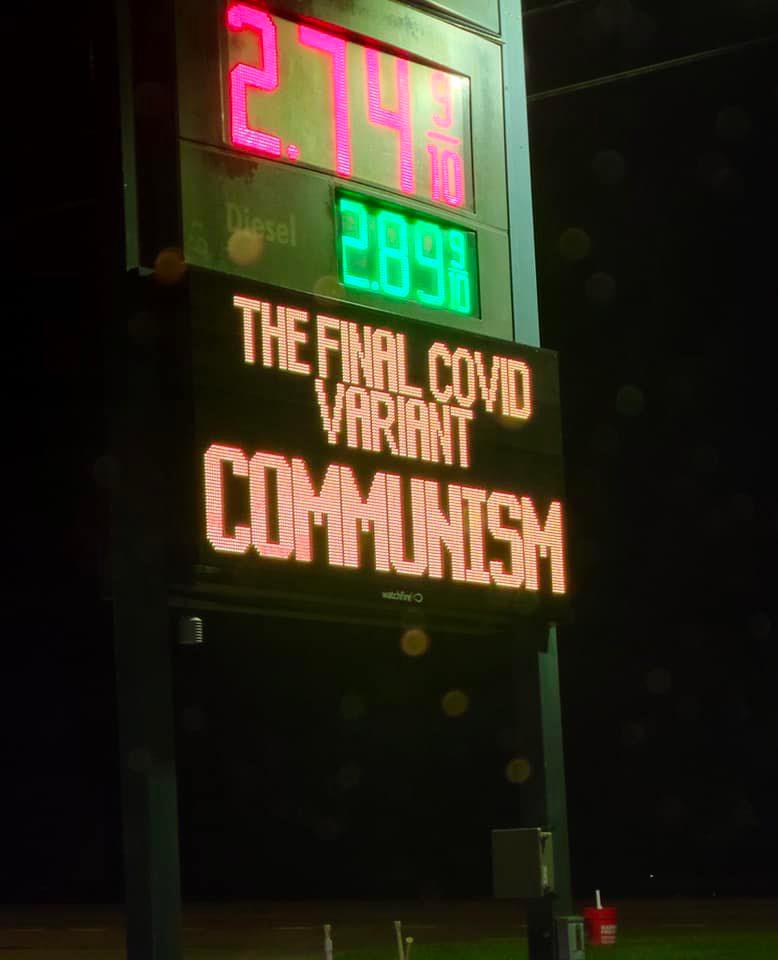 2.74 9/10
Diesel
2.89 9/10
THE FINAL COVID
VARIANT
COMMUNISM
watchfire